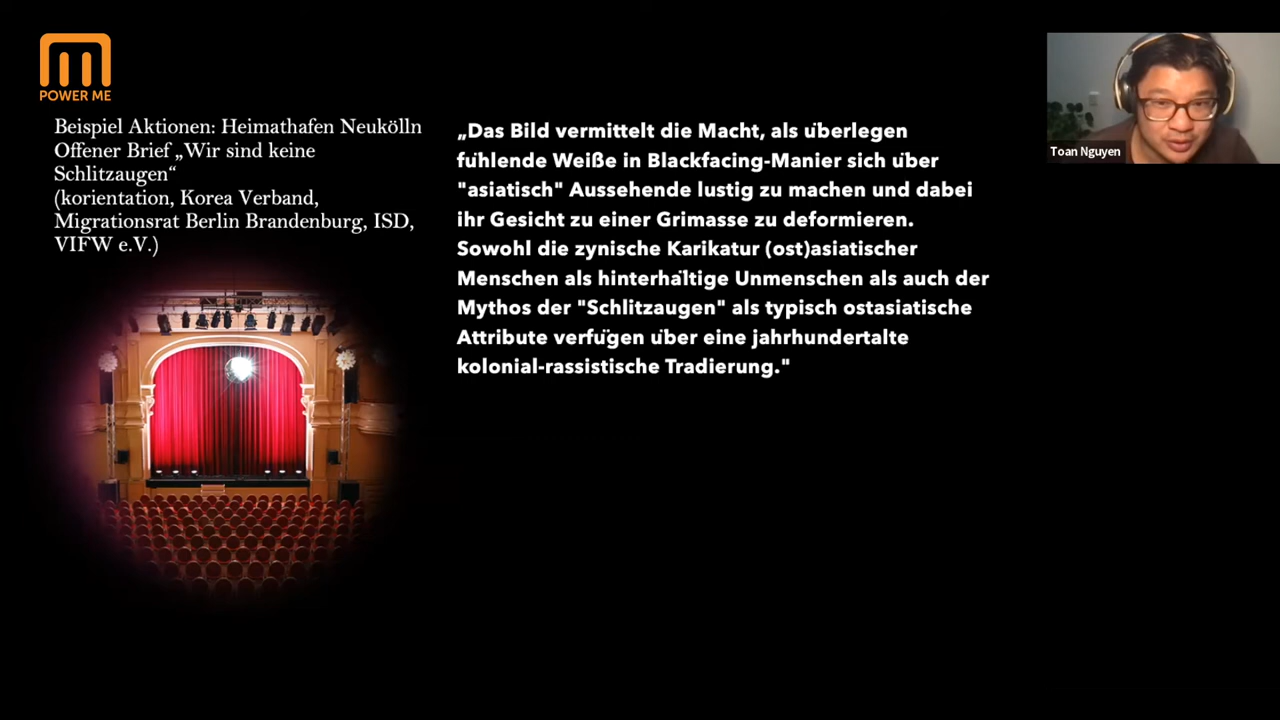 POWER ME
Beispiel Aktionen: Heimathafen Neukölln
Offener Brief „Wir sind keine
Schlitzaugen“
(korientation, Korea Verband,
Migrationsrat Berlin Brandenburg, ISD,
VIFW e.V.)
„Das Bild vermittelt die Macht, als überlegen
fühlende Weiße in Blackfacing-Manier sich über
"asiatisch" Aussehende lustig zu machen und dabei
ihr Gesicht zu einer Grimasse zu deformieren.
Sowohl die zynische Karikatur (ost)asiatischer
Menschen als hinterhältige Unmenschen als auch der
Mythos der "Schlitzaugen" als typisch ostasiatische
Attribute verfügen über eine jahrhundertalte
kolonial-rassistische Tradierung."
Toan Nguyen